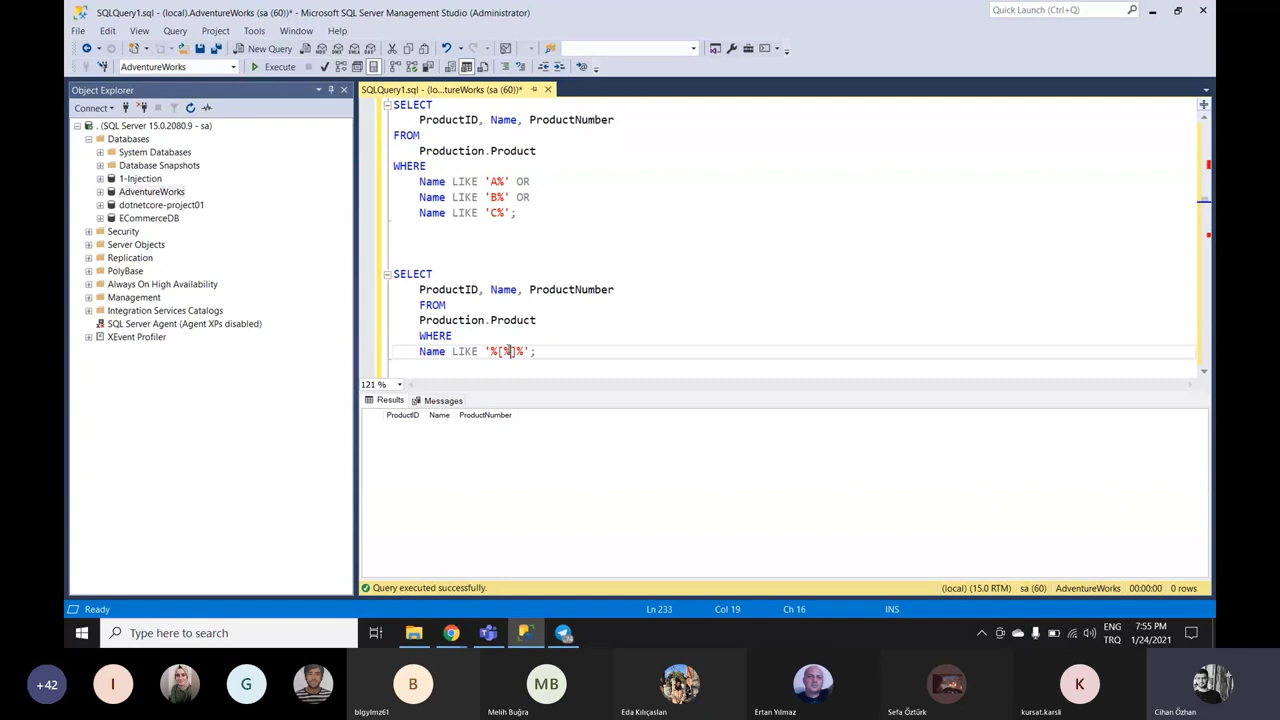 SQLQuery1.sql - (local).AdventureWorks (sa (60))* - Microsoft SQL Server Management Studio (Administrator)
Quick Launch (Ctrl+Q)
File Edit View Query Project Tools Window Help
New Query
AdventureWorks
Execute
Object Explorer
SQLQuery1.sql - (lo...tureWorks (sa (60))*
Connect
. (SQL Server 15.0.2080.9 - sa)
Databases
System Databases
Database Snapshots
1-Injection
AdventureWorks
dotnetcore-project01
ECommerceDB
Security
Server Objects
Replication
PolyBase
Always On High Availability
Management
Integration Services Catalogs
SQL Server Agent (Agent XPs disabled)
XEvent Profiler
SELECT
ProductID, Name, ProductNumber
FROM
Production.Product
WHERE
Name LIKE 'A%' OR
Name LIKE 'B%' OR
Name LIKE 'C%';
SELECT
ProductID, Name, ProductNumber
FROM
Production.Product
WHERE
Name LIKE '%[%]%';
121 %
Results Messages
ProductID Name ProductNumber
Query executed successfully.
(local) (15.0 RTM) sa (60) AdventureWorks 00:00:00 0 rows
Ready
Ln 233 Col 19 Ch 16 INS
Type here to search
ENG
TRQ
7:55 PM
1/24/2021
+42
I
G
B
MB
K
blgylmz61
Melih Buğra
Eda Kılıçaslan
Ertan Yılmaz
Sefa Öztürk
kursat.karsli
Cihan Özhan